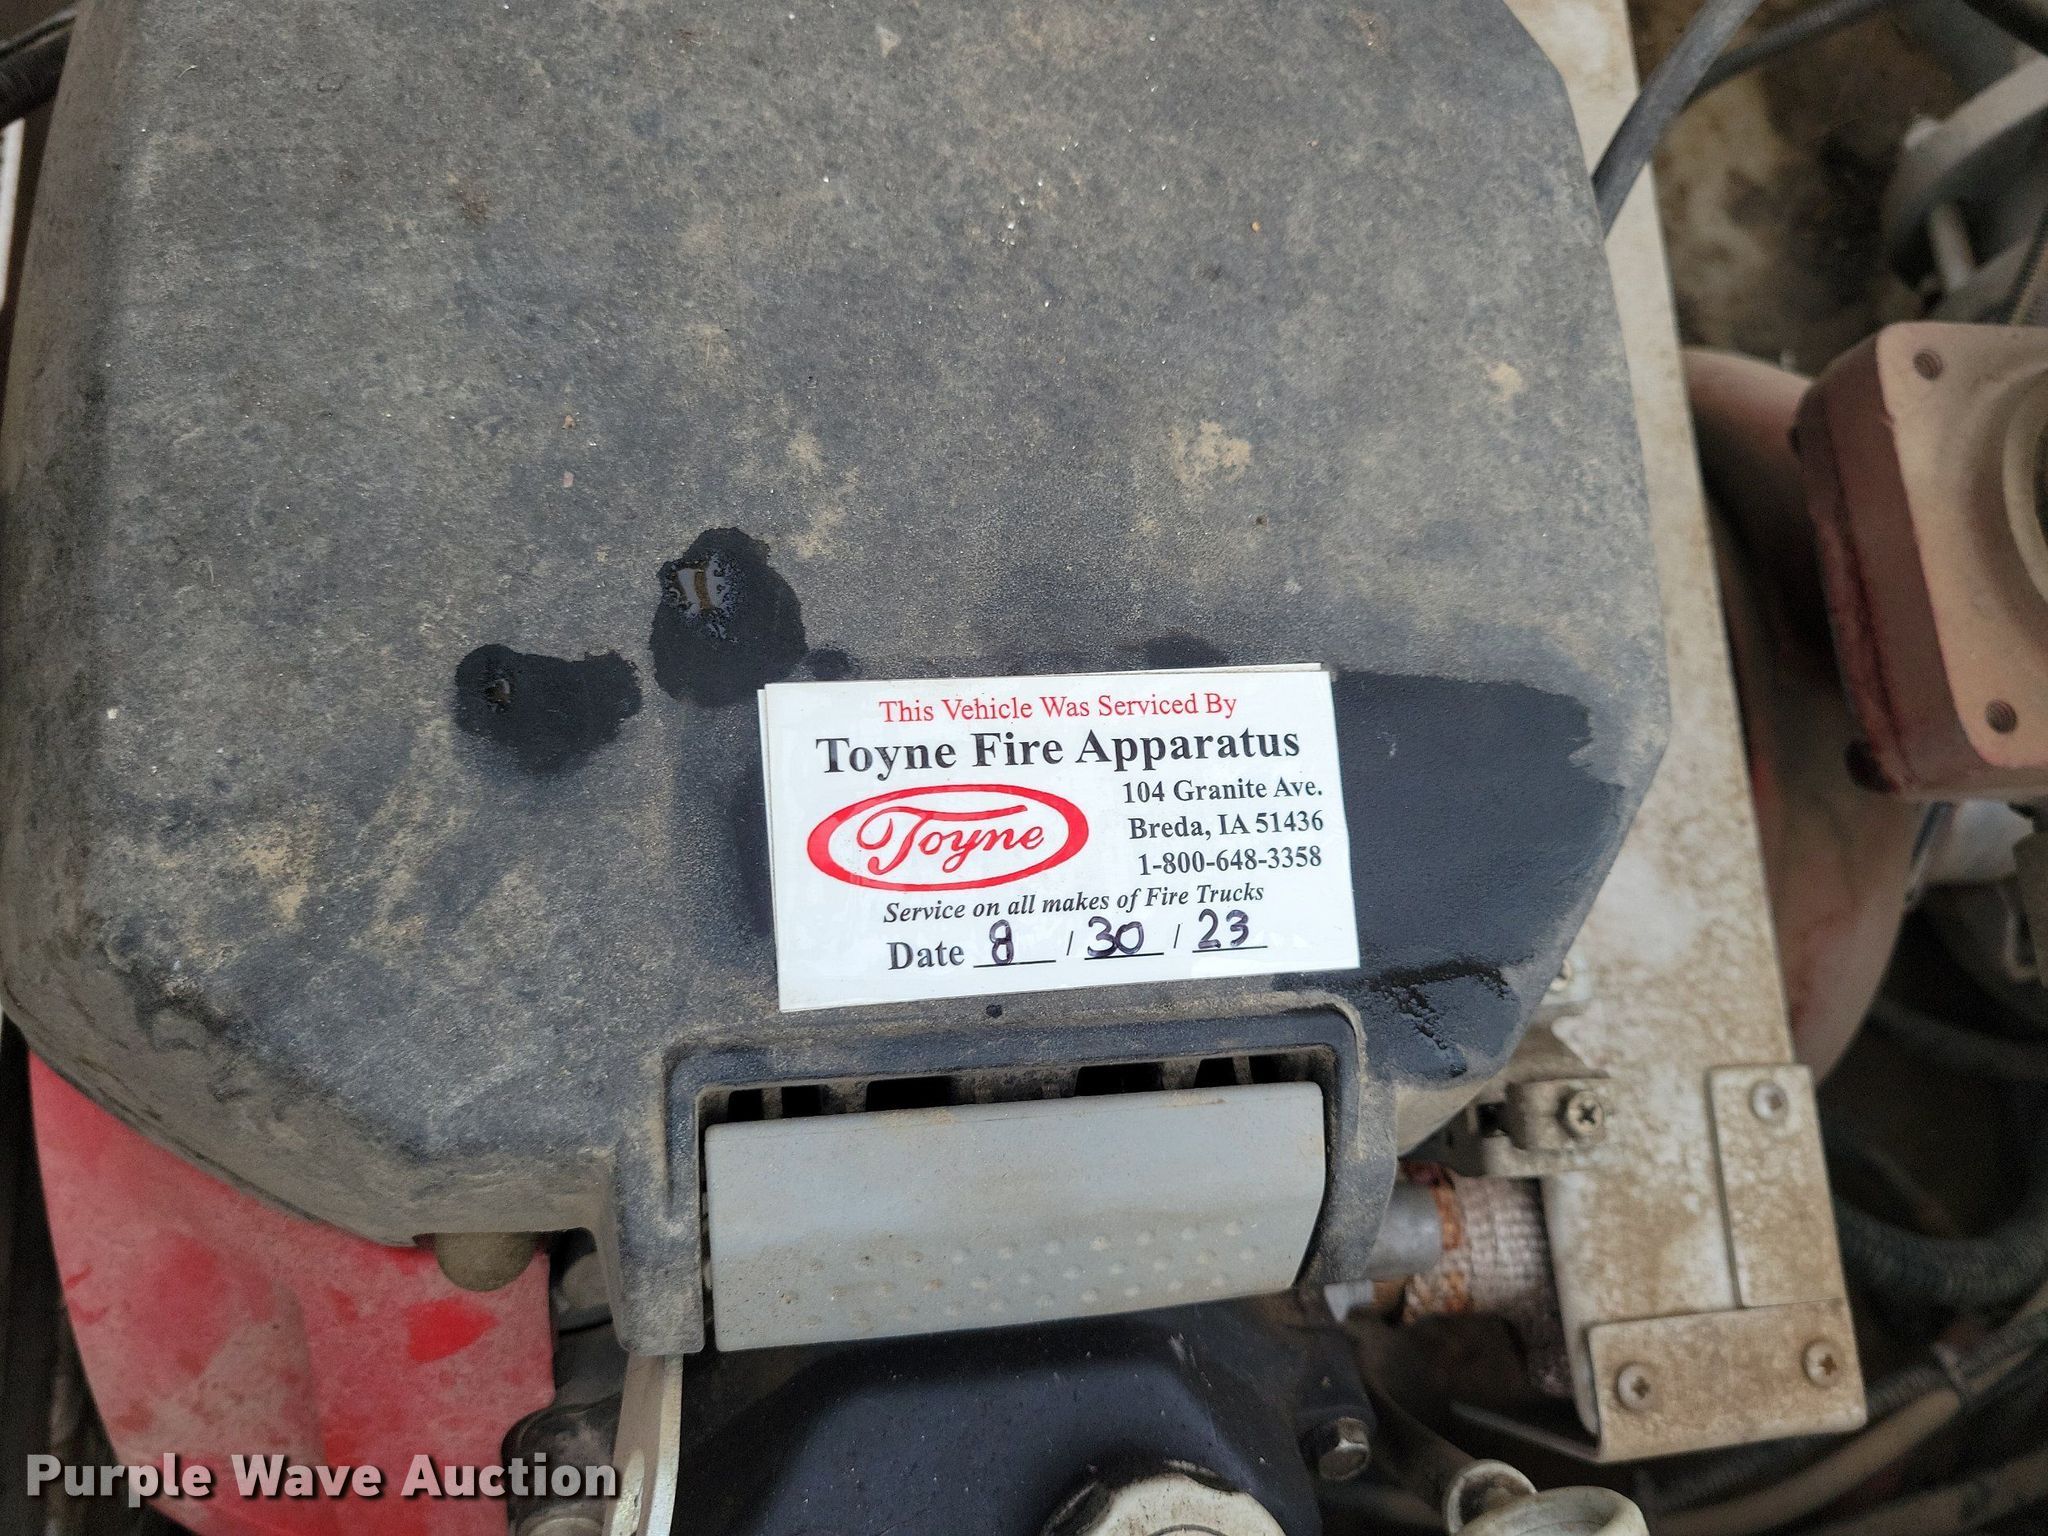 This Vehicle Was Serviced By
Toyne Fire Apparatus
Toyne
104 Granite Ave.
Breda, IA 51436
1-800-648-3358
Service on all makes of Fire Trucks
Date 8 / 30 / 23
Purple Wave Auction